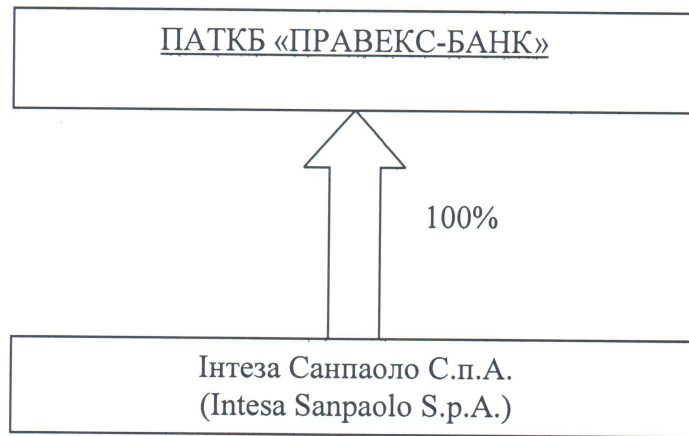 ПАТКБ «ПРАВЕКС-БАНК»
100%
Інтеза Санпаоло С.п.А.
(Intesa Sanpaolo S.p.A.)